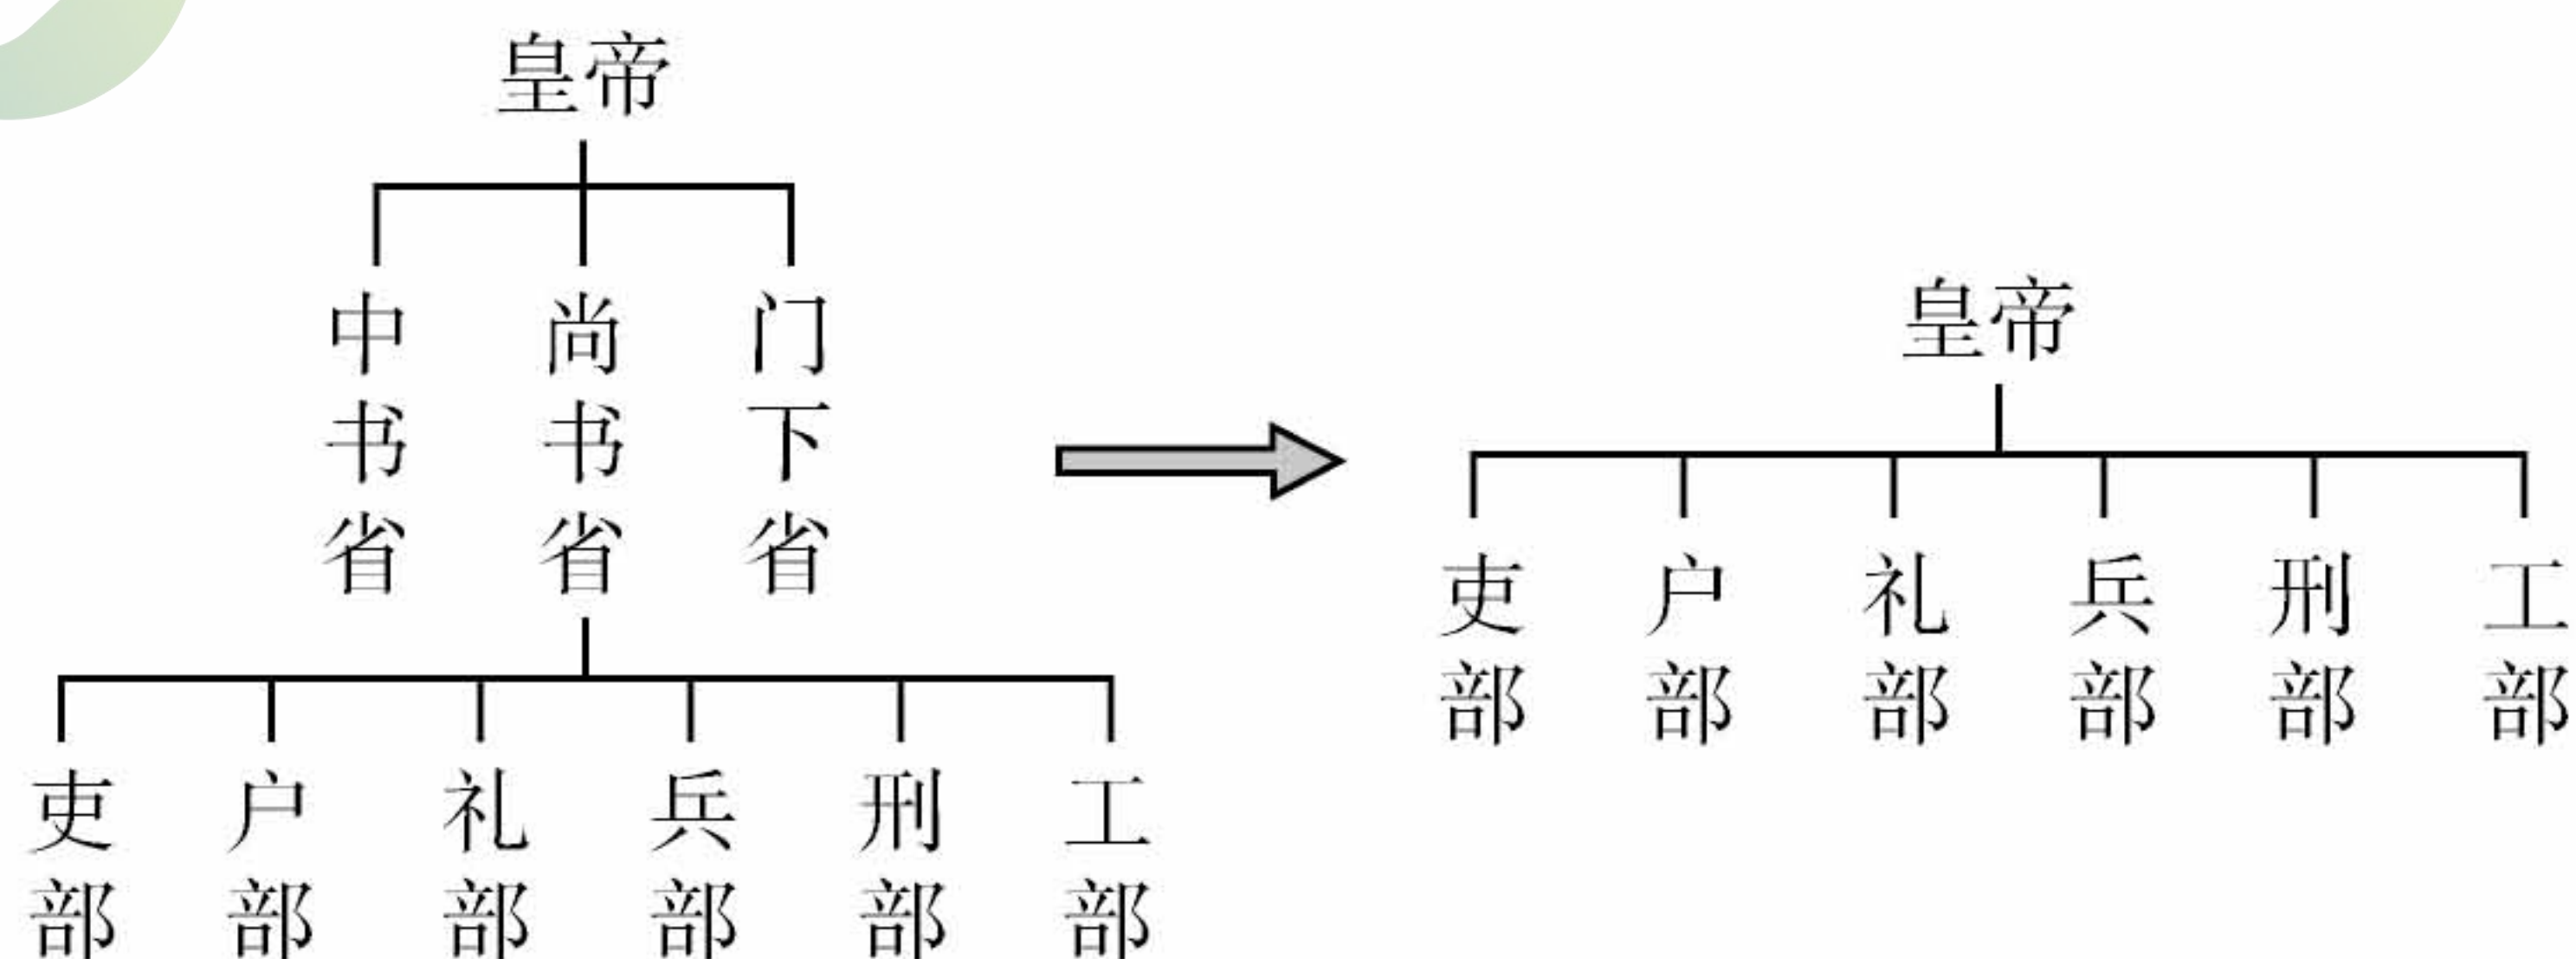 皇帝
中书省
尚书省
门下省
吏部
户部
礼部
兵部
刑部
工部
皇帝
吏部
户部
礼部
兵部
刑部
工部